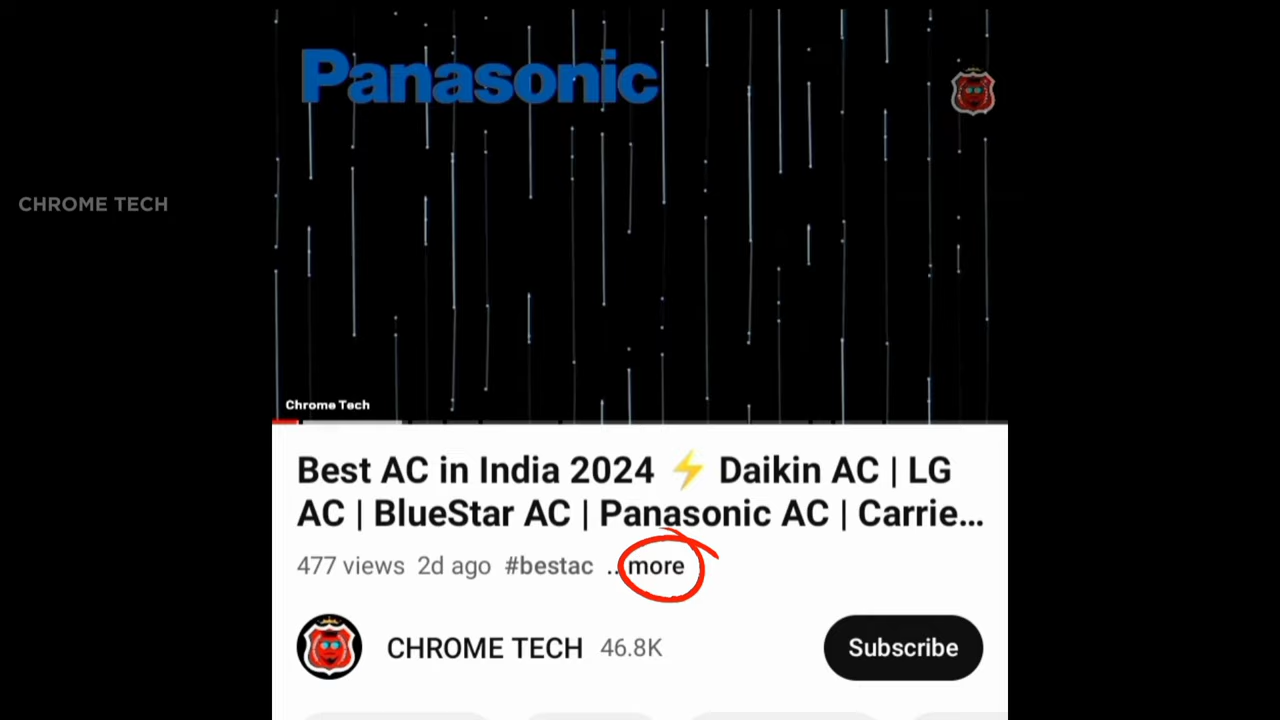 Panasonic
CHROME TECH
Chrome Tech
Best AC in India 2024 ⚡ Daikin AC | LG
AC | BlueStar AC | Panasonic AC | Carrie...
477 views 2d ago #bestac ...more
CHROME TECH 46.8K Subscribe